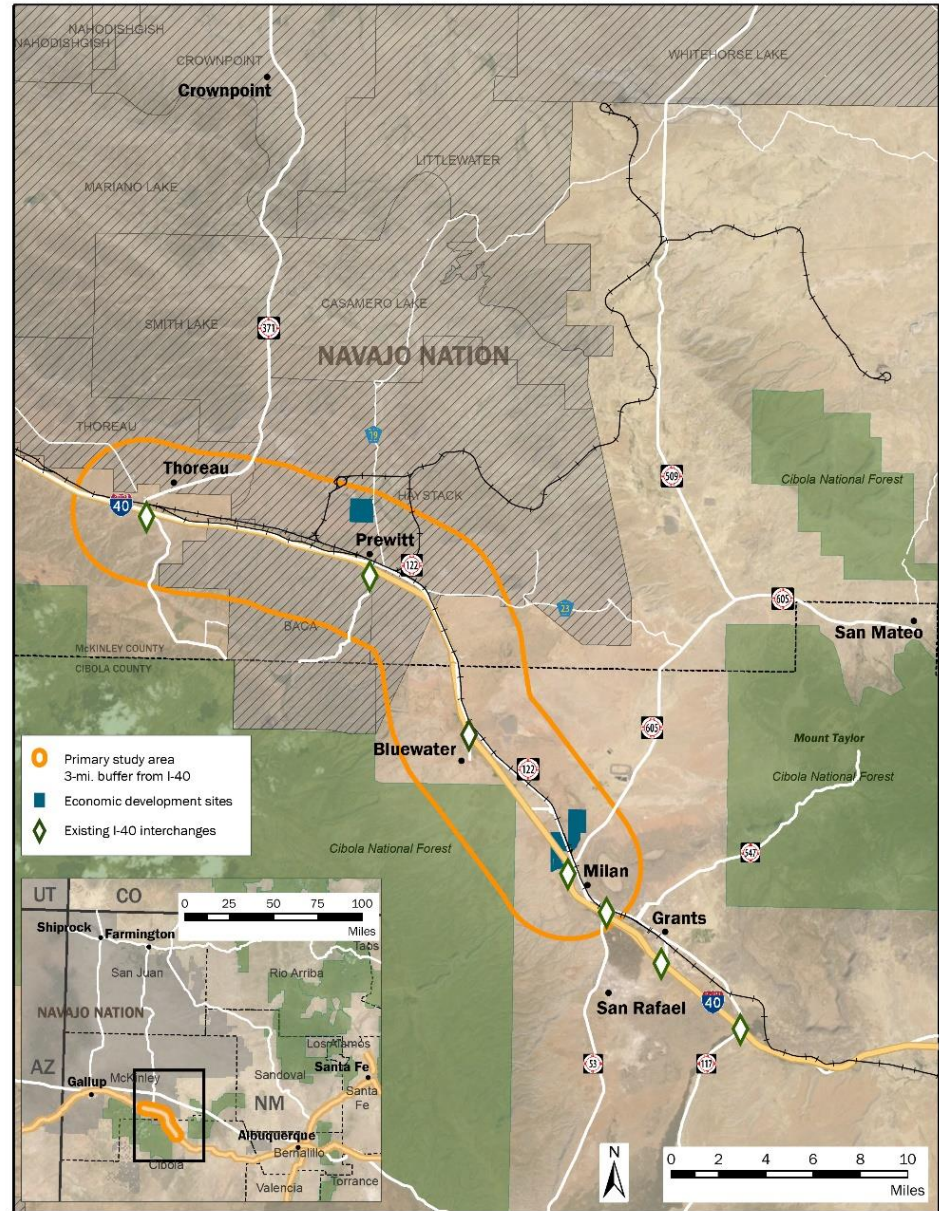 NAHODISHGISH
NAHODISHGISH
CROWNPOINT
Crownpoint
WHITEHORSE LAKE
LITTLEWATER
MARIANO LAKE
CASAMERO LAKE
SMITH LAKE
371
NAVAJO NATION
THOREAU
Thoreau
19
40
HAYSTACK
509
Cibola National Forest
Prewitt
122
23
605
BACA
San Mateo
McKINLEY COUNTY
CIBOLA COUNTY
605
Bluewater
122
Mount Taylor
Cibola National Forest
Primary study area
3-mi. buffer from I-40
Economic development sites
Existing I-40 interchanges
Cibola National Forest
547
Milan
Grants
San Rafael
40
53
117
UT
CO
0 25 50 75 100
Miles
Shiprock
Farmington
Taos
San Juan
Rio Arriba
NAVAJO NATION
Los Alamos
AZ
McKinley
Sandoval
Santa Fe
Gallup
NM
Santa
Fe
Albuquerque
Bernalillo
Cibola
Valencia
Torrance
N
0 2 4 6 8 10
Miles